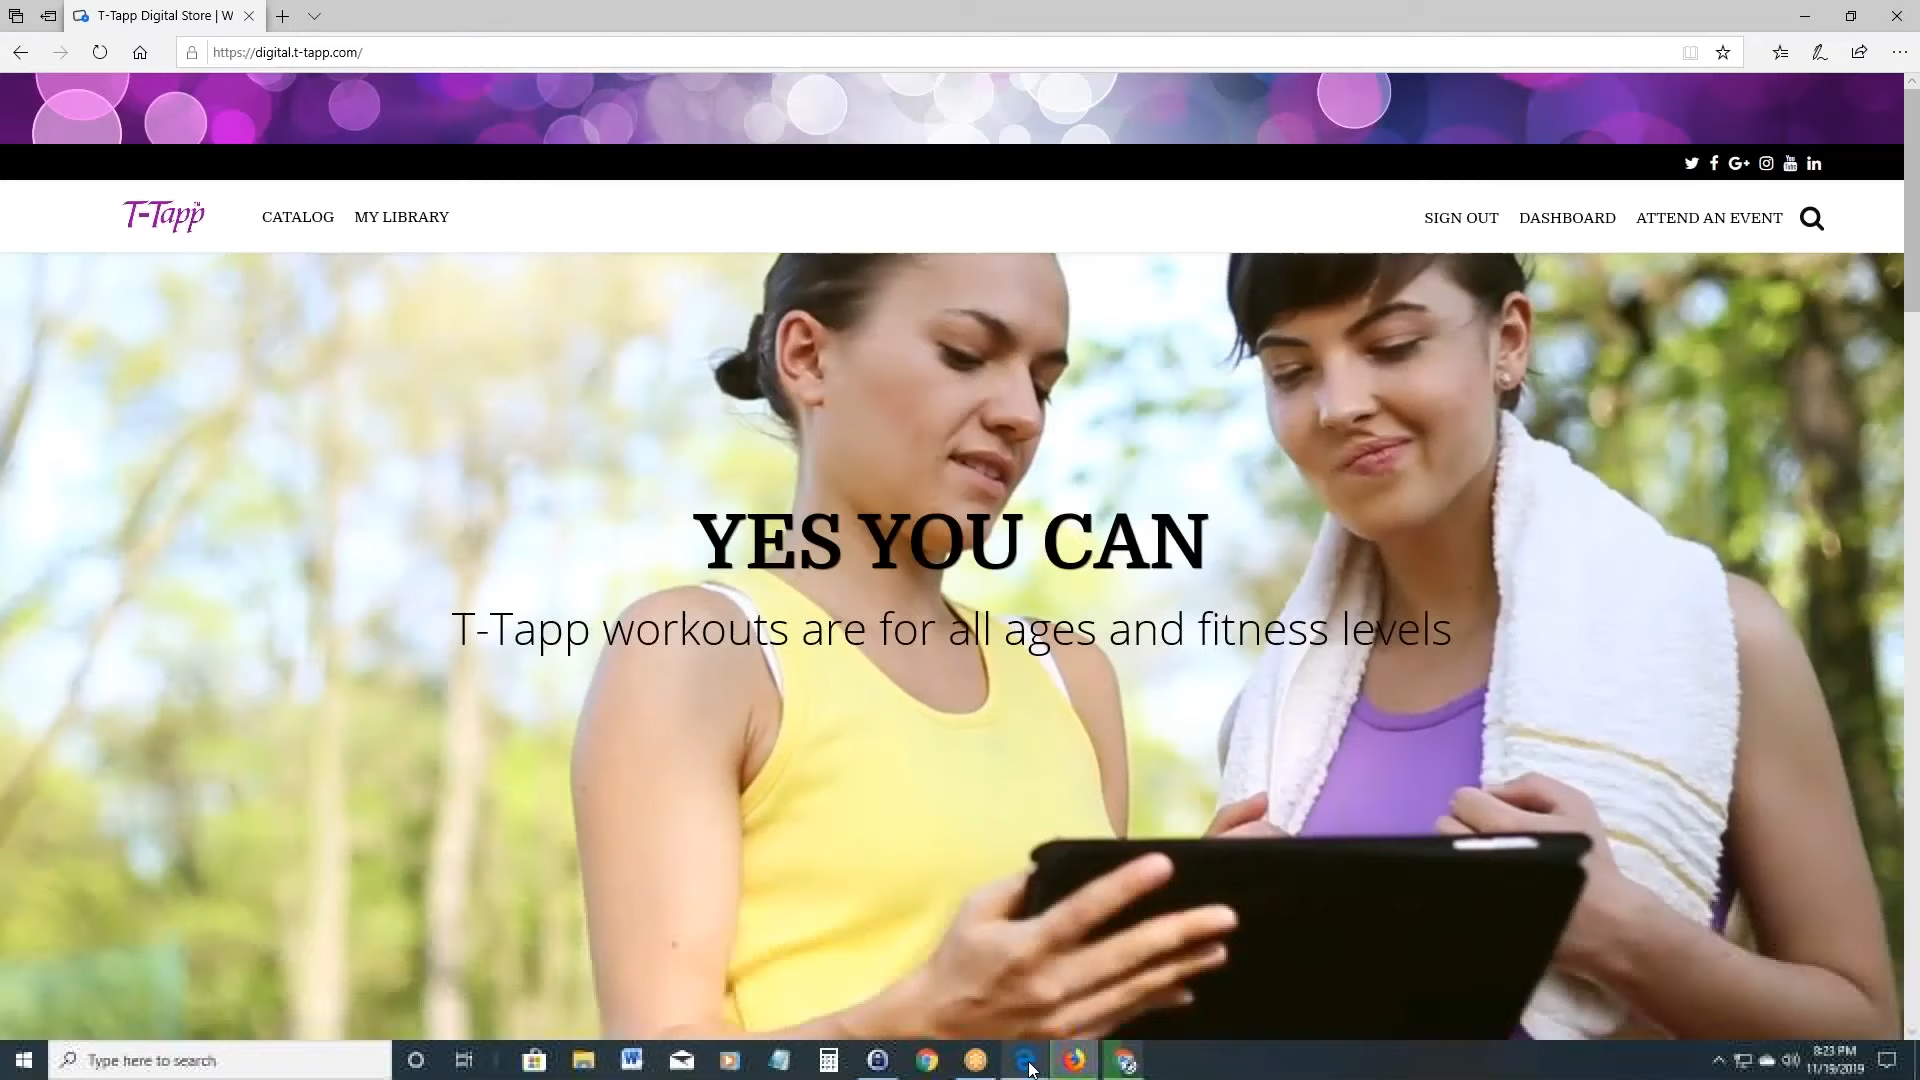 T-Tapp Digital Store | W
https://digital.t-tapp.com/
T-Tapp™ CATALOG MY LIBRARY SIGN OUT DASHBOARD ATTEND AN EVENT
YES YOU CAN
T-Tapp workouts are for all ages and fitness levels
Type here to search
8:23 PM
11/19/2019